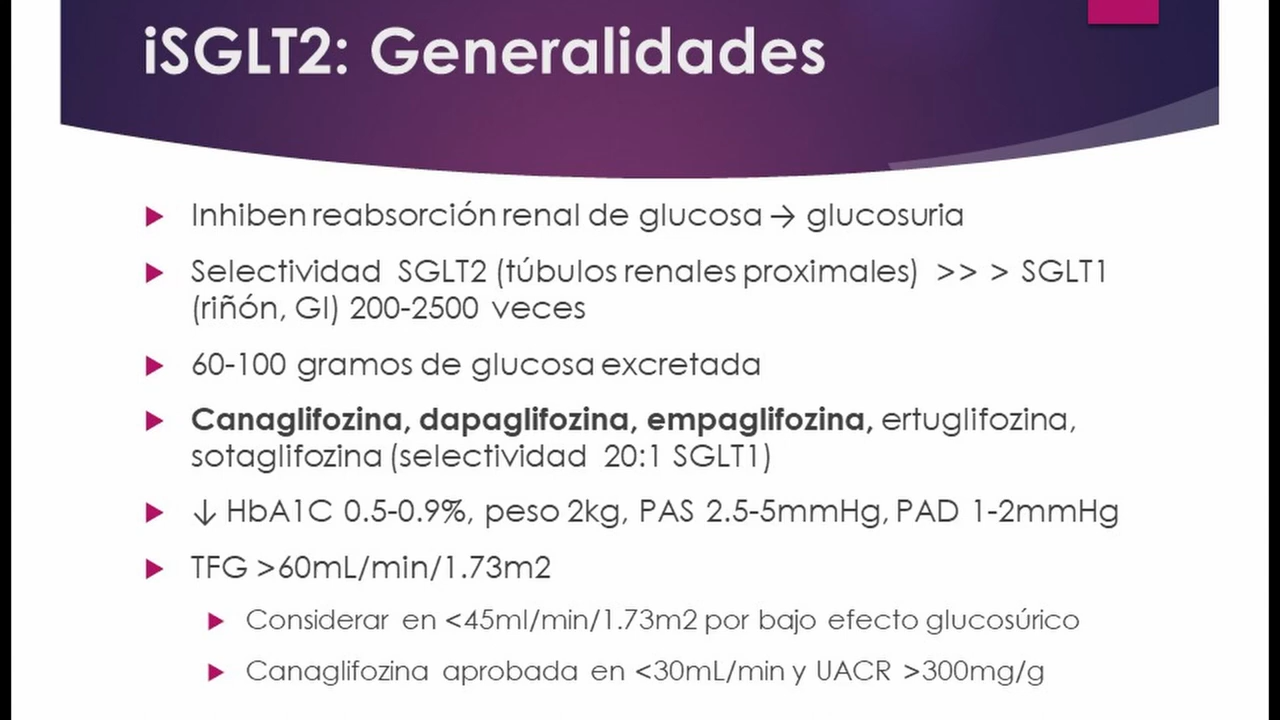 iSGLT2: Generalidades
Inhiben reabsorción renal de glucosa → glucosuria
Selectividad SGLT2 (túbulos renales proximales) >> > SGLT1
(riñón, GI) 200-2500 veces
60-100 gramos de glucosa excretada
Canaglifozina, dapaglifozina, empaglifozina, ertuglifozina,
sotaglifozina (selectividad 20:1 SGLT1)
↓ HbA1C 0.5-0.9%, peso 2kg, PAS 2.5-5mmHg, PAD 1-2mmHg
TFG >60mL/min/1.73m2
Considerar en <45ml/min/1.73m2 por bajo efecto glucosúrico
Canaglifozina aprobada en <30mL/min y UACR >300mg/g